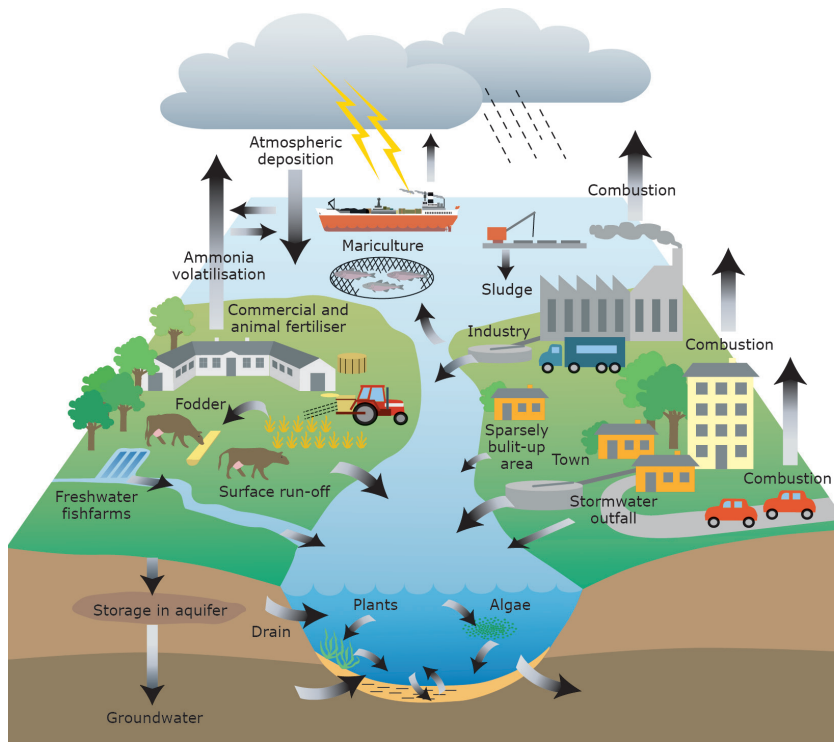 Atmospheric
deposition
Combustion
Mariculture
Ammonia
volatilisation
Sludge
Commercial and
animal fertiliser
Industry
Combustion
Fodder
Sparsely
bulit-up
area
Town
Combustion
Freshwater
fishfarms
Surface run-off
Stormwater
outfall
Storage in aquifer
Plants
Algae
Drain
Groundwater